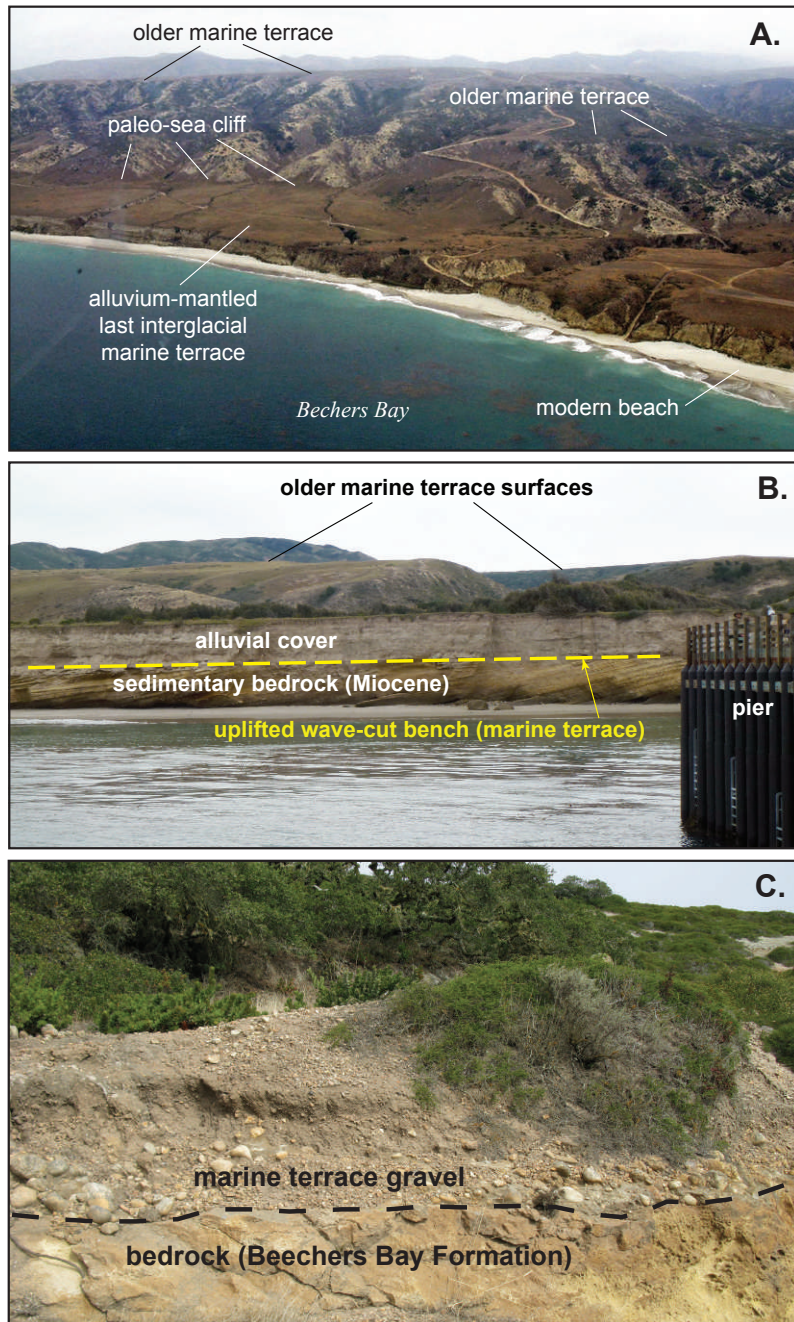 A.
older marine terrace
older marine terrace
paleo-sea cliff
alluvium-mantled
last interglacial
marine terrace
Bechers Bay
modern beach
B.
older marine terrace surfaces
alluvial cover
sedimentary bedrock (Miocene)
pier
uplifted wave-cut bench (marine terrace)
C.
marine terrace gravel
bedrock (Beechers Bay Formation)